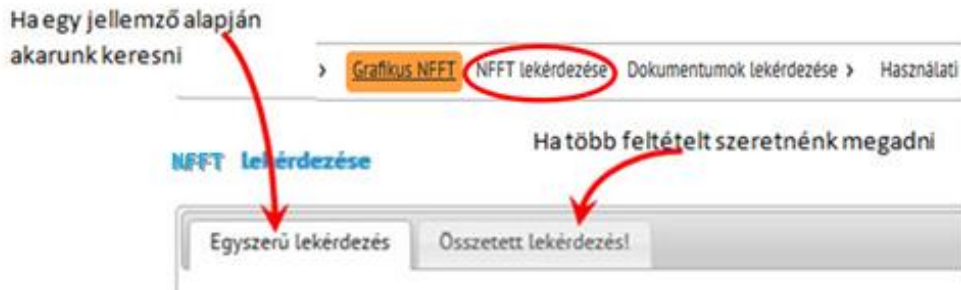 Ha egy jellemző alapján
akarunk keresni
› Grafikus NFFT NFFT lekérdezése Dokumentumok lekérdezése › Használati
Ha több feltételt szeretnénk megadni
NFFT lekérdezése
Egyszerű lekérdezés Összetett lekérdezés!